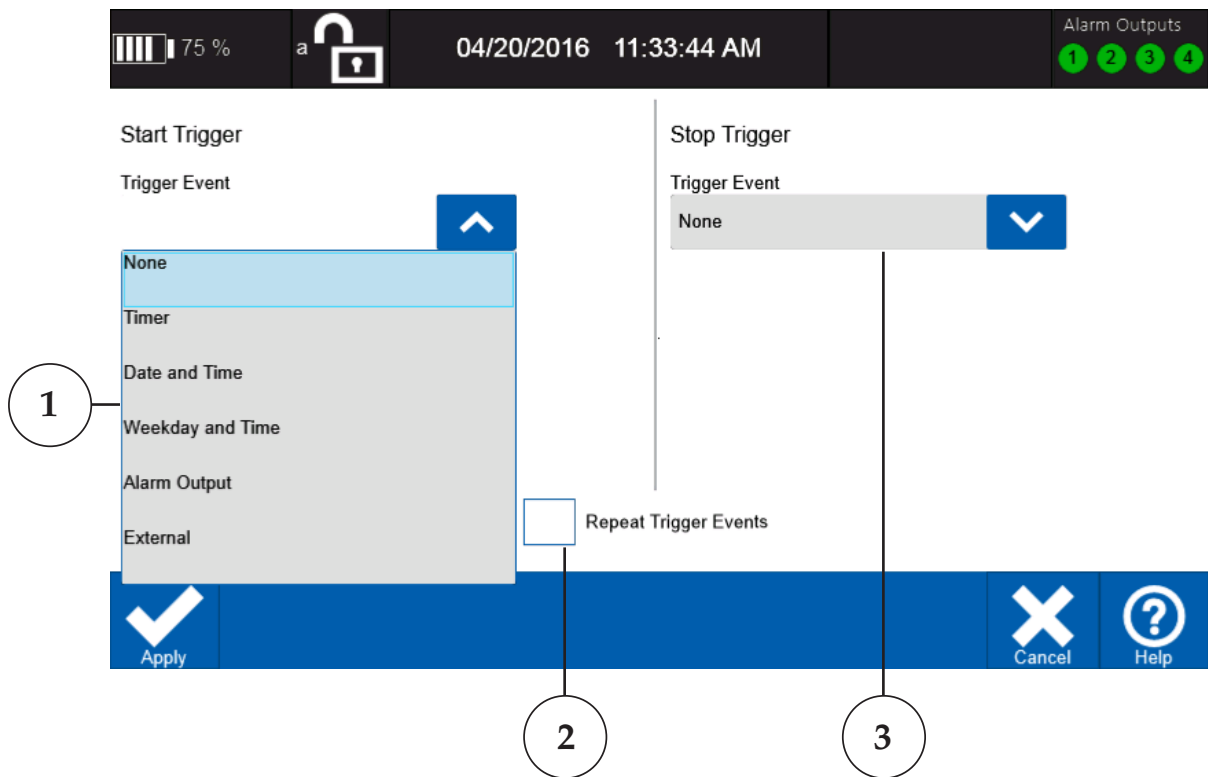 75 %
a
04/20/2016 11:33:44 AM
Alarm Outputs
1 2 3 4
Start Trigger
Stop Trigger
Trigger Event
Trigger Event
None
None
Timer
Date and Time
1
Weekday and Time
Alarm Output
Repeat Trigger Events
External
Apply
Cancel
Help
2
3